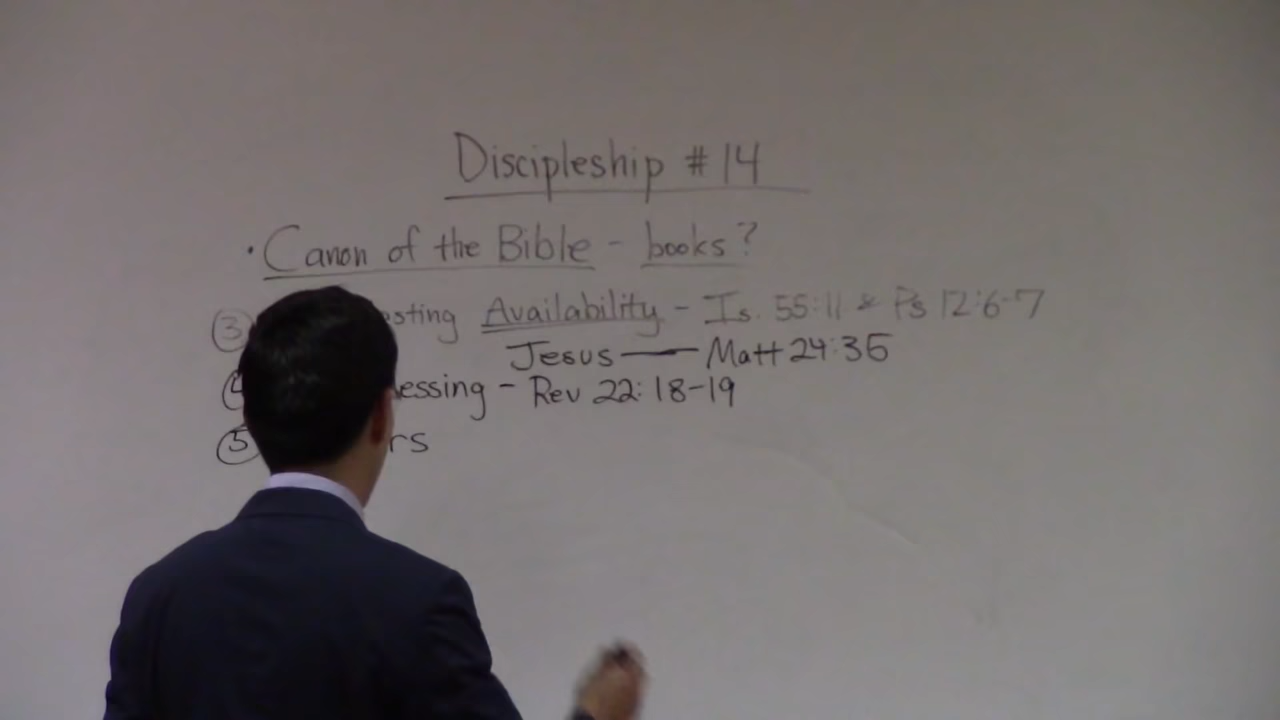 Discipleship #14
· Canon of the Bible - books?
③ sting Availability - Is. 55:11 & Ps 12:6-7
Jesus — Matt 24:35
essing - Rev 22:18-19
⑤ rs